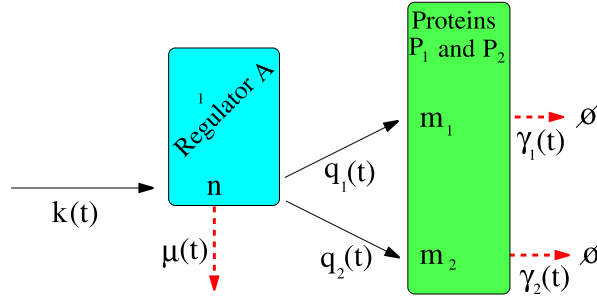 Proteins
P₁ and P₂
1
Regulator A
n
k(t)
μ(t)
q₁(t)
q₂(t)
m₁
m₂
γ₁(t)
γ₂(t)
ø
ø